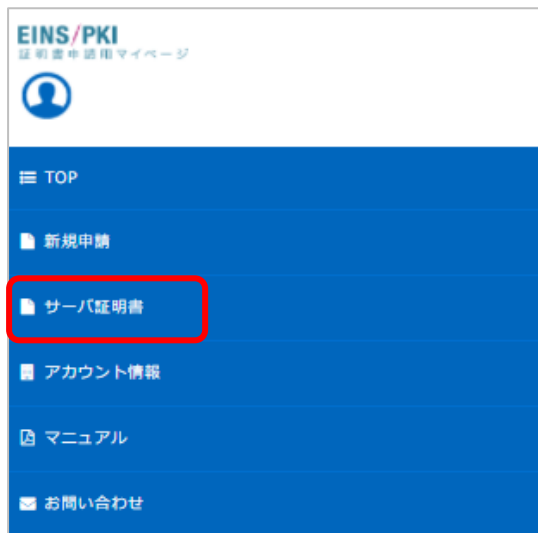 EINS/PKI
証明書申請用マイページ
TOP
新規申請
サーバ証明書
アカウント情報
マニュアル
お問い合わせ